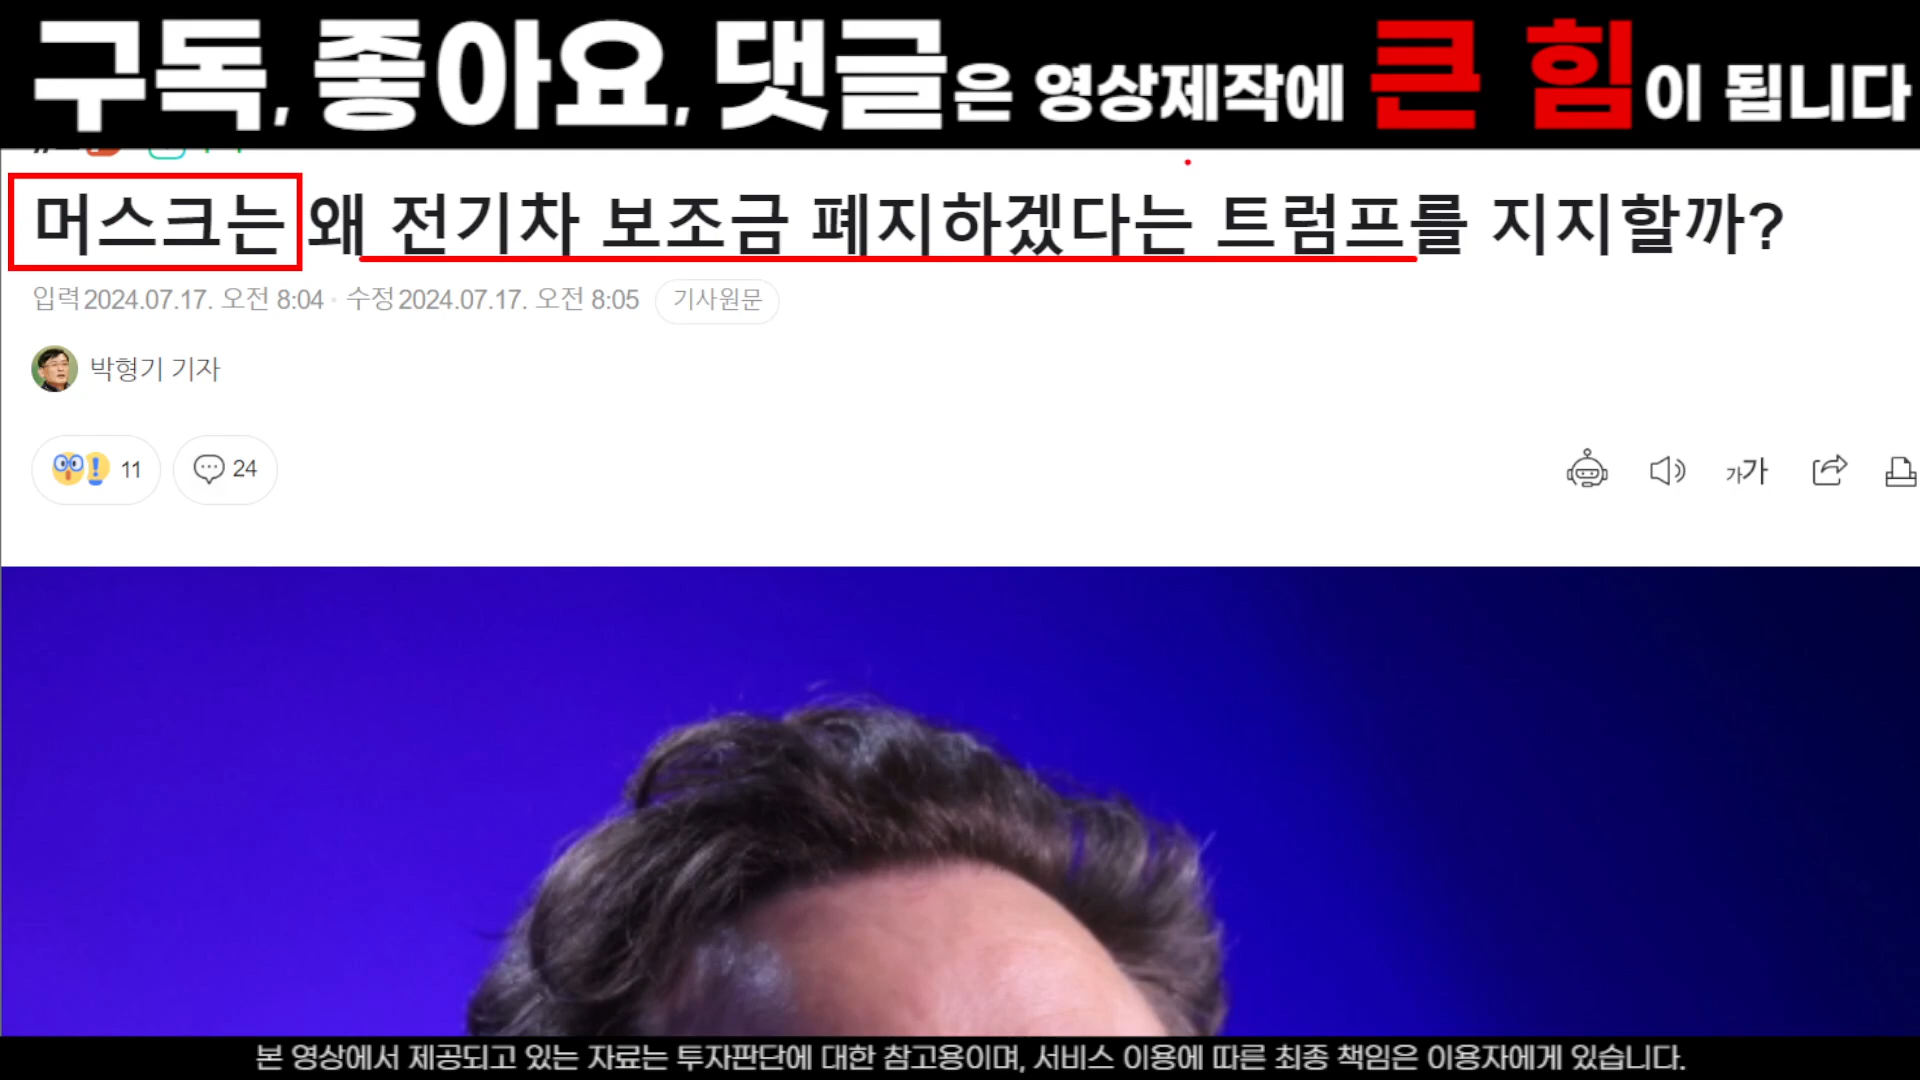 구독, 좋아요, 댓글은 영상제작에 큰 힘이 됩니다
머스크는 왜 전기차 보조금 폐지하겠다는 트럼프를 지지할까?
입력 2024.07.17. 오전 8:04 · 수정 2024.07.17. 오전 8:05 기사원문
박형기 기자
11 24 가가
본 영상에서 제공되고 있는 자료는 투자판단에 대한 참고용이며, 서비스 이용에 따른 최종 책임은 이용자에게 있습니다.